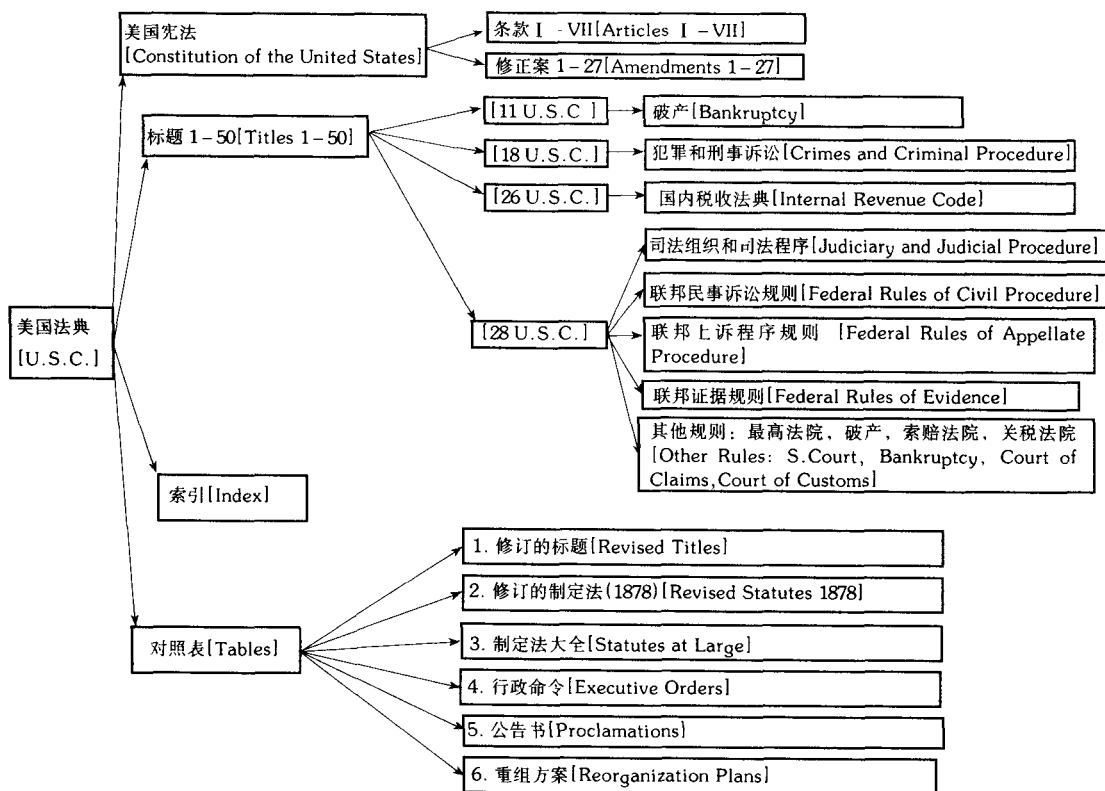 美国宪法
[Constitution of the United States]
条款 I - VII[Articles I - VII]
修正案 1-27[Amendments 1-27]
标题 1-50[Titles 1-50]
[11 U.S.C ]
破产[Bankruptcy]
[18 U.S.C.]
犯罪和刑事诉讼[Crimes and Criminal Procedure]
[26 U.S.C.]
国内税收法典[Internal Revenue Code]
[28 U.S.C.]
司法组织和司法程序[Judiciary and Judicial Procedure]
联邦民事诉讼规则[Federal Rules of Civil Procedure]
联邦上诉程序规则 [Federal Rules of Appellate
Procedure]
联邦证据规则[Federal Rules of Evidence]
其他规则: 最高法院, 破产, 索赔法院, 关税法院
[Other Rules: S.Court, Bankruptcy, Court of
Claims,Court of Customs]
美国法典
[U.S.C.]
索引[Index]
对照表[Tables]
1. 修订的标题[Revised Titles]
2. 修订的制定法(1878)[Revised Statutes 1878]
3. 制定法大全[Statutes at Large]
4. 行政命令[Executive Orders]
5. 公告书[Proclamations]
6. 重组方案[Reorganization Plans]